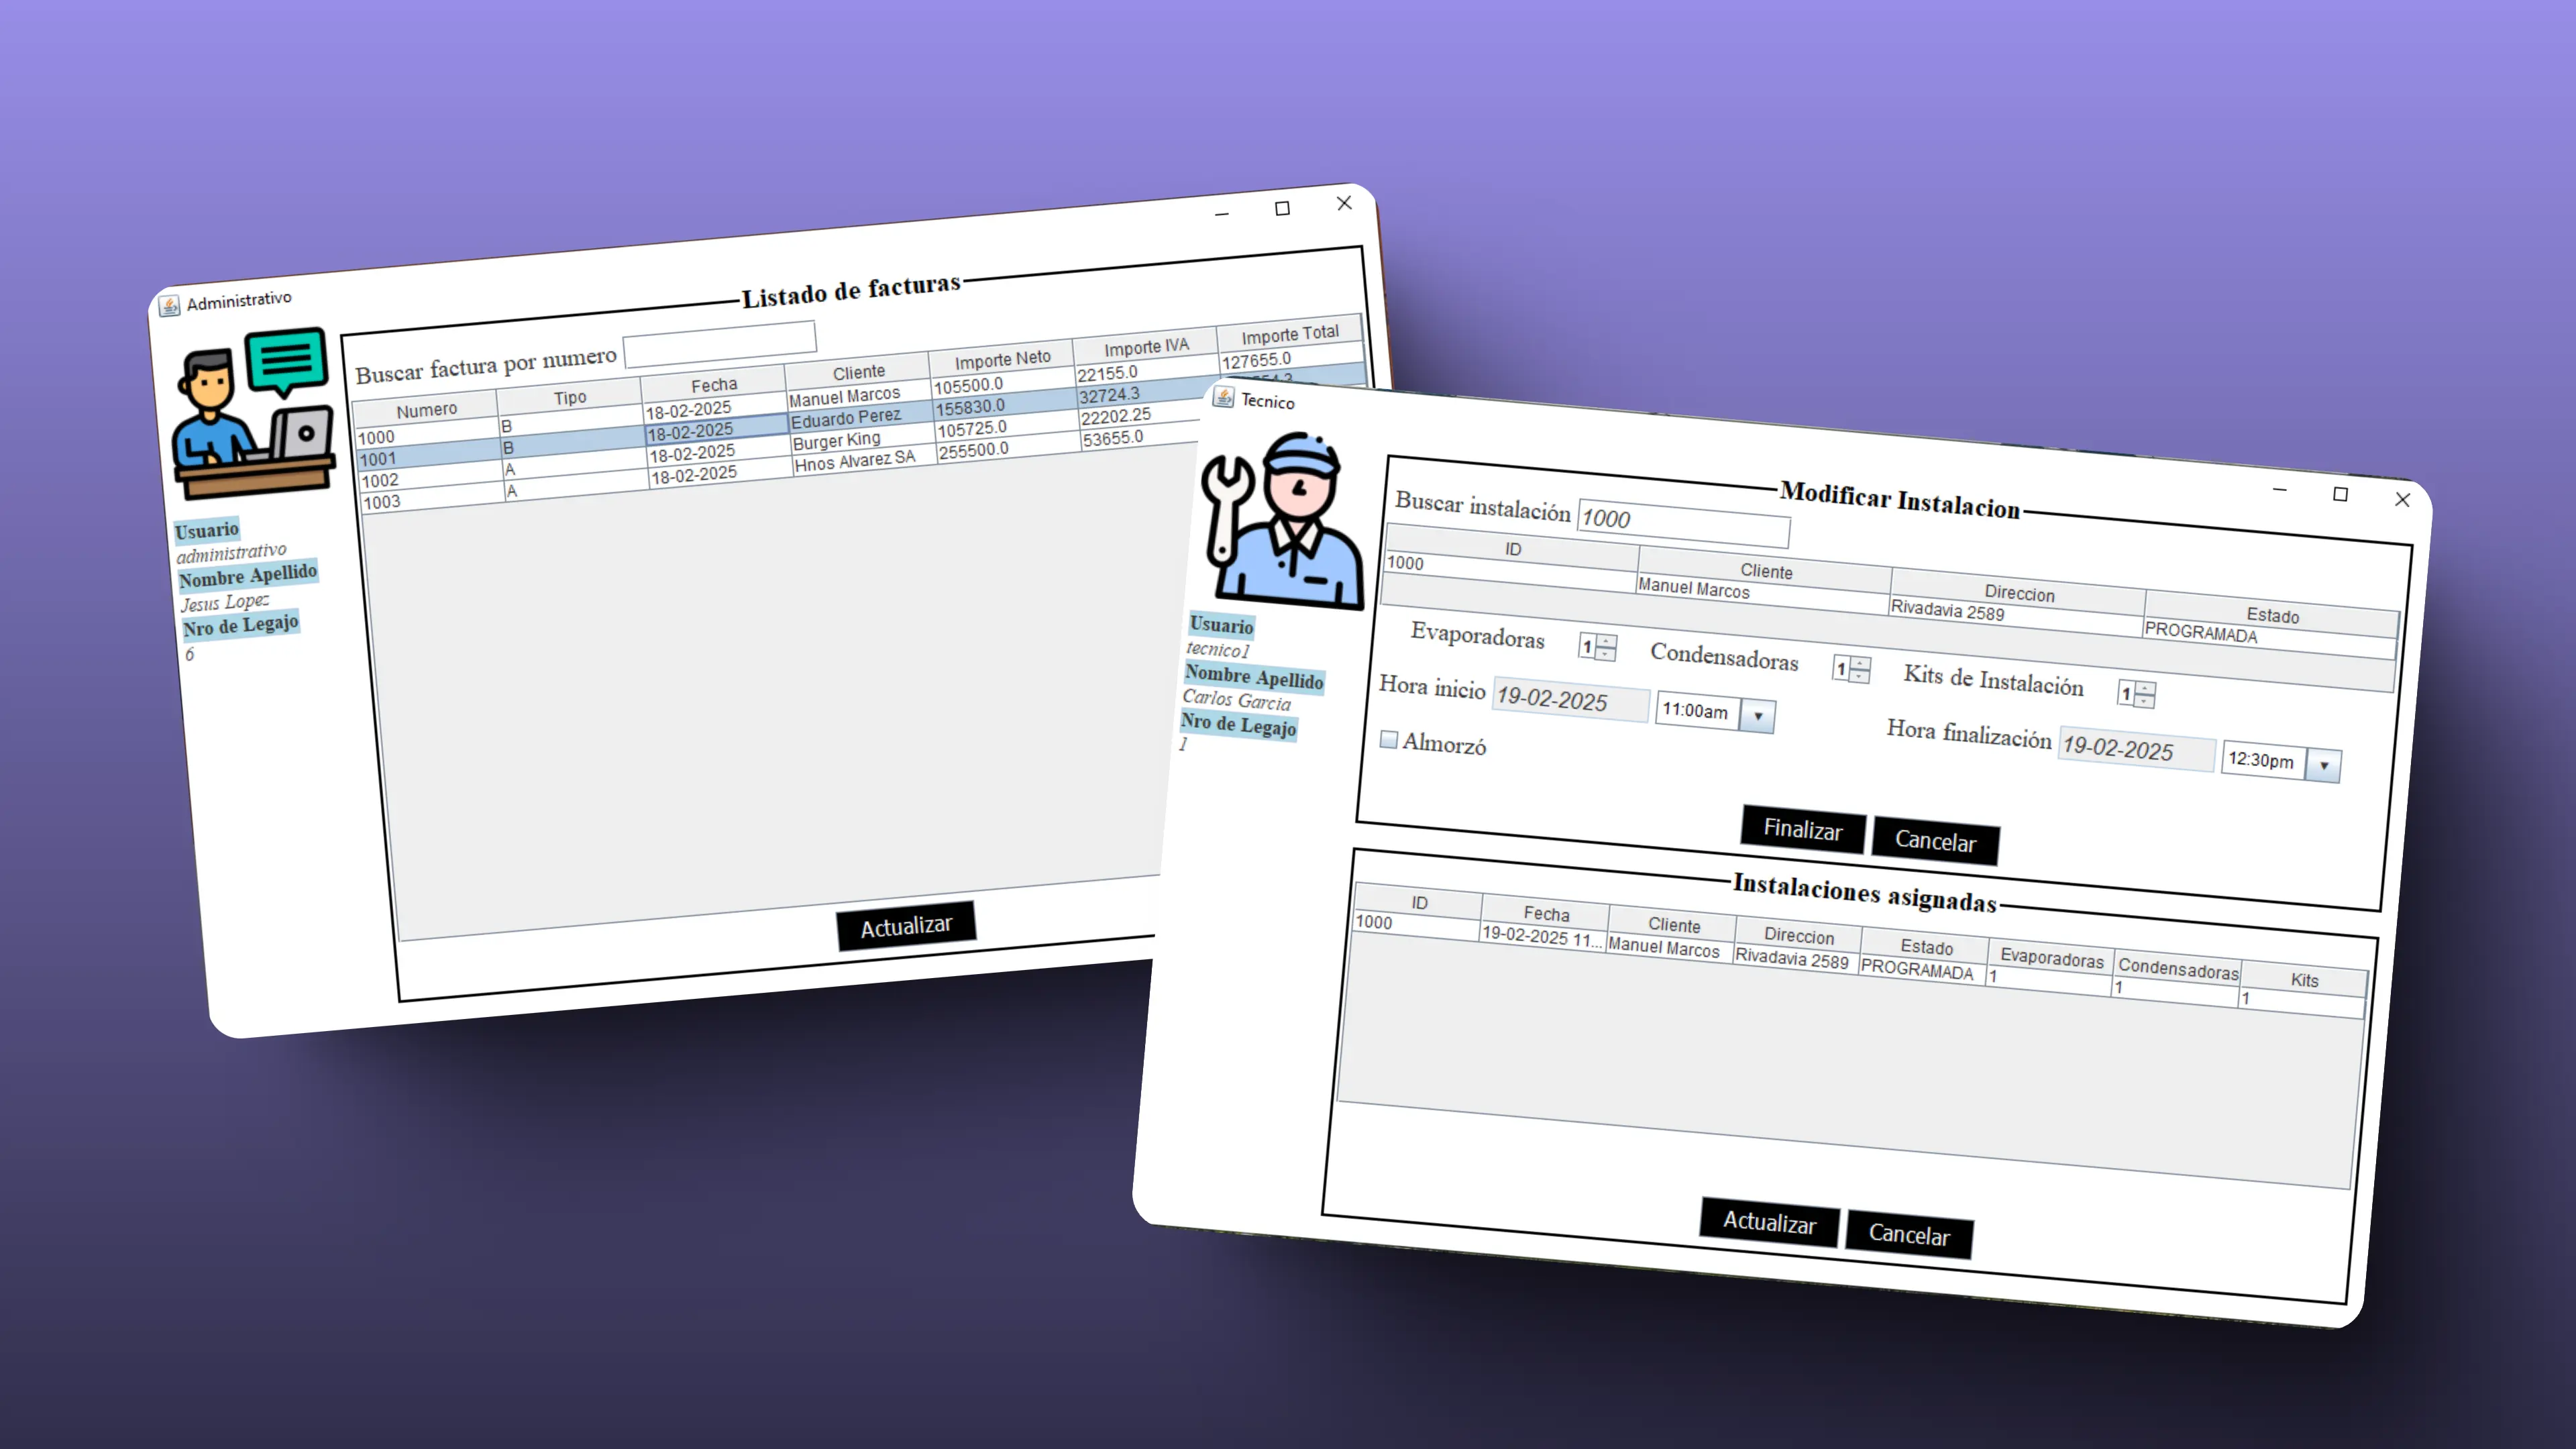 Administrativo
Listado de facturas
Buscar factura por numero
Numero Tipo Fecha Cliente Importe Neto Importe IVA Importe Total
1000 B 18-02-2025 Manuel Marcos 105500.0 22155.0 127655.0
1001 B 18-02-2025 Eduardo Perez 155830.0 32724.3
1002 A 18-02-2025 Burger King 105725.0 22202.25
1003 A 18-02-2025 Hnos Alvarez SA 255500.0 53655.0
Usuario
administrativo
Nombre Apellido
Jesus Lopez
Nro de Legajo
6
Actualizar
Tecnico
Usuario
tecnico1
Nombre Apellido
Carlos Garcia
Nro de Legajo
1
Modificar Instalacion
Buscar instalación 1000
ID Cliente Direccion Estado
1000 Manuel Marcos Rivadavia 2589 PROGRAMADA
Evaporadoras 1 Condensadoras 1 Kits de Instalación 1
Hora inicio 19-02-2025 11:00am Hora finalización 19-02-2025 12:30pm
Almorzó
Finalizar Cancelar
Instalaciones asignadas
ID Fecha Cliente Direccion Estado Evaporadoras Condensadoras Kits
1000 19-02-2025 11... Manuel Marcos Rivadavia 2589 PROGRAMADA 1 1 1
Actualizar Cancelar